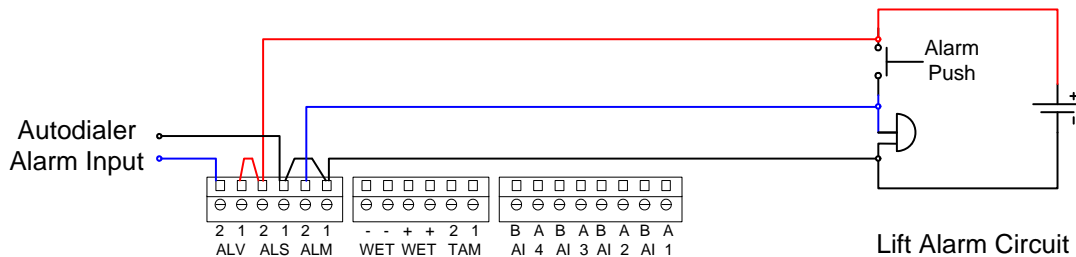 Alarm
Push
+
-
Autodialer
Alarm Input
2 1 2 1 2 1 - - + + 2 1 B A B A B A B A
ALV ALS ALM WET WET TAM AI 4 AI 3 AI 2 AI 1
Lift Alarm Circuit